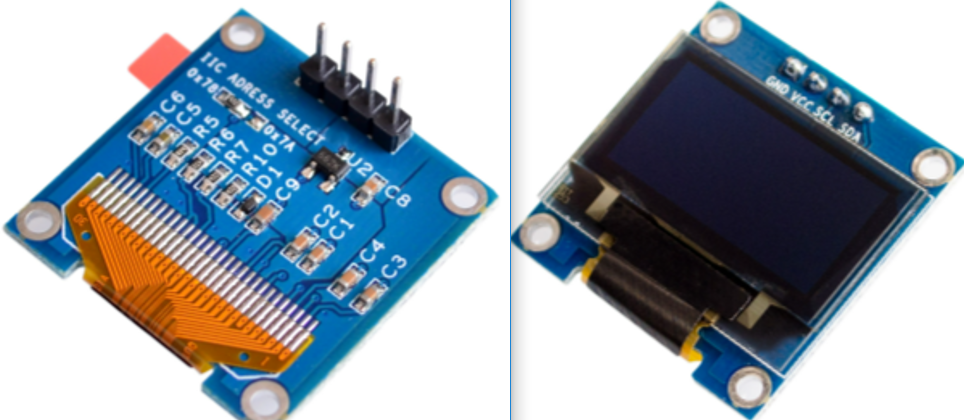 IIC ADRESS SELECT
0x78
0x7A
C6
C5
R5
R6
R7
R10
D1
C9
U2
C8
C2
C1
C4
C3
GND VCC SCL SDA